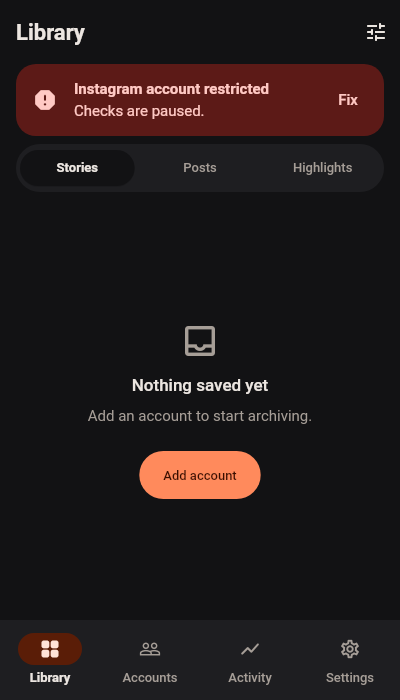 Library
Instagram account restricted
Checks are paused.
Fix
Stories
Posts
Highlights
Nothing saved yet
Add an account to start archiving.
Add account
Library
Accounts
Activity
Settings